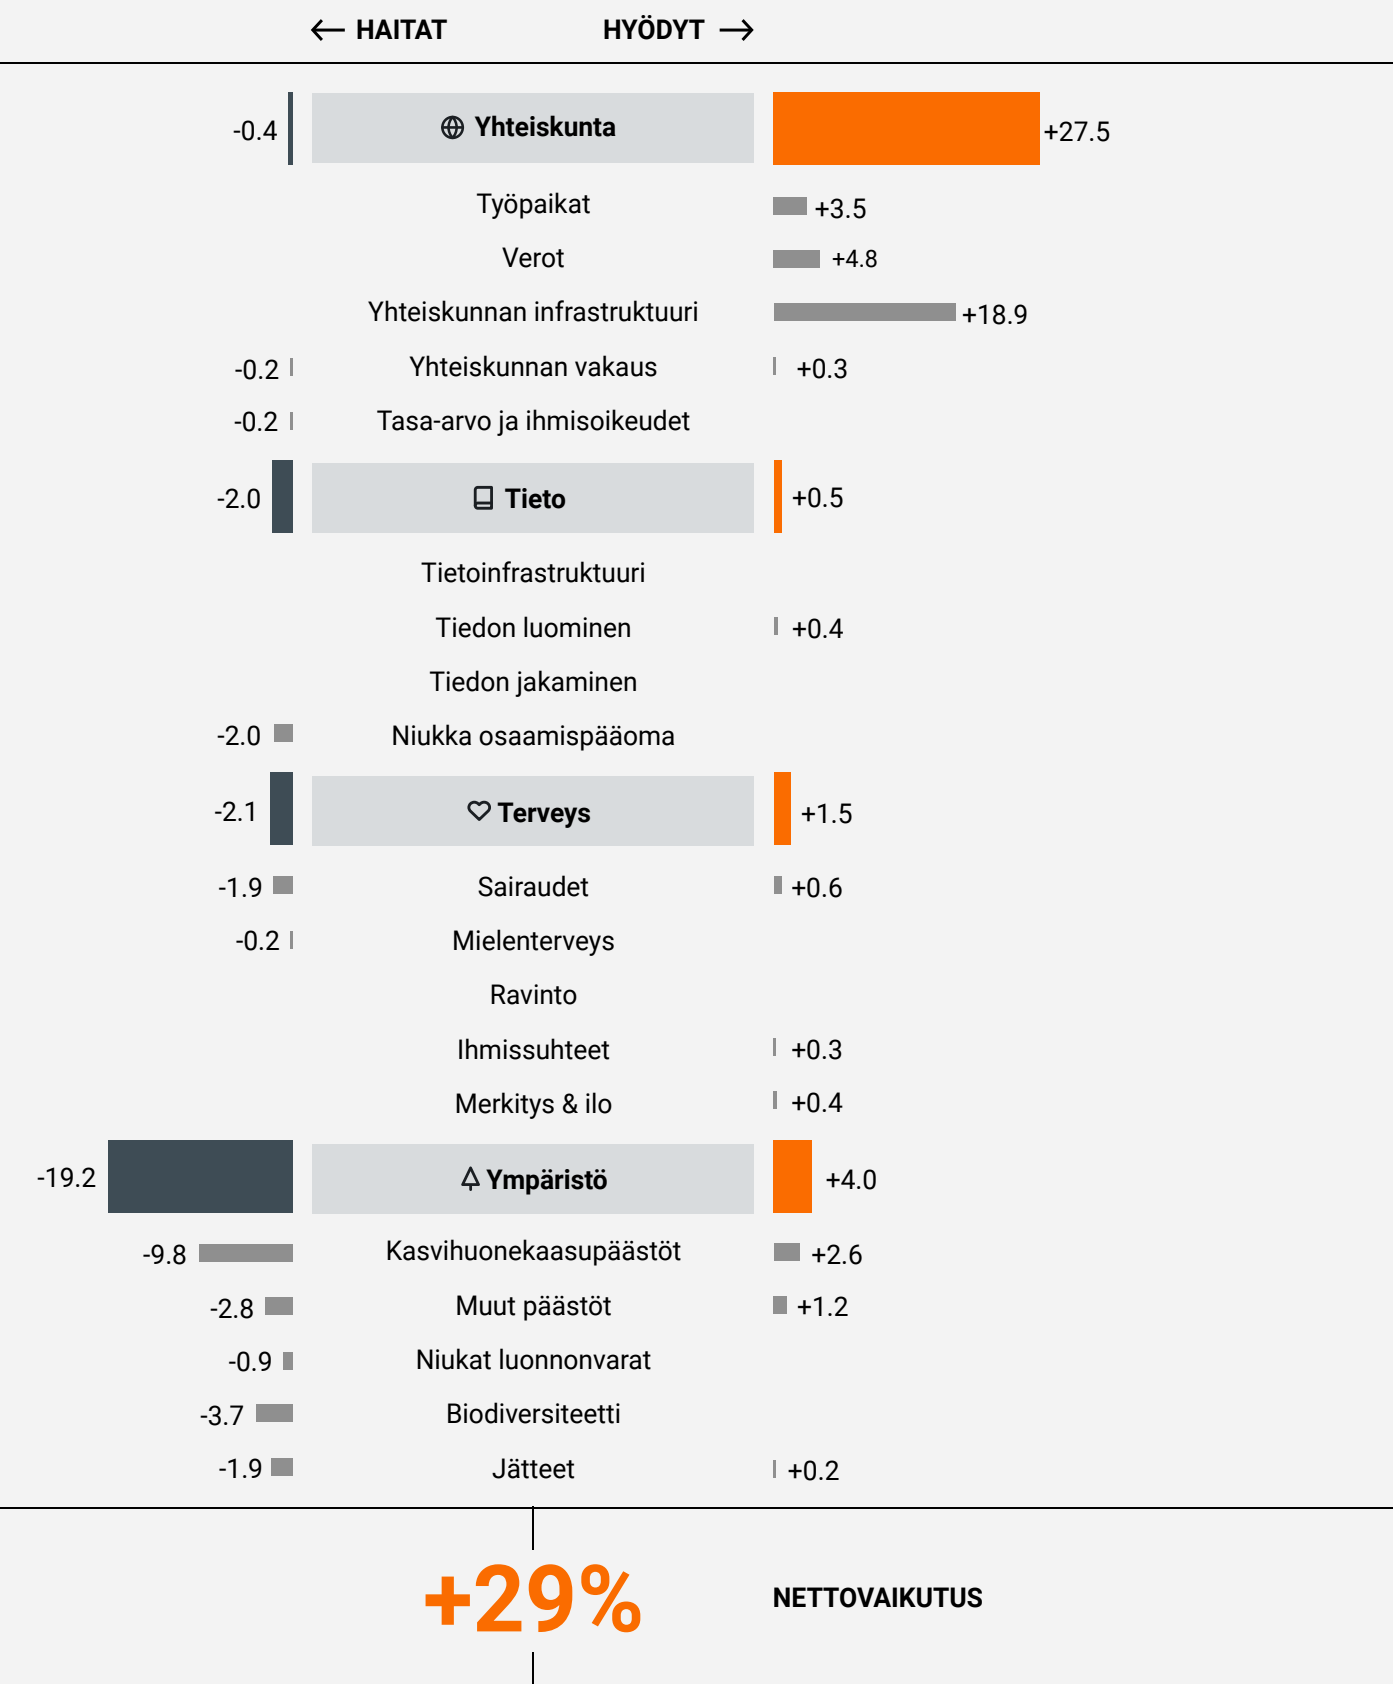 ← HAITAT HYÖDYT →
-0.4 Yhteiskunta +27.5
Työpaikat +3.5
Verot +4.8
Yhteiskunnan infrastruktuuri +18.9
-0.2 Yhteiskunnan vakaus +0.3
-0.2 Tasa-arvo ja ihmisoikeudet
-2.0 Tieto +0.5
Tietoinfrastruktuuri
Tiedon luominen +0.4
Tiedon jakaminen
-2.0 Niukka osaamispääoma
-2.1 Terveys +1.5
-1.9 Sairaudet +0.6
-0.2 Mielenterveys
Ravinto
Ihmissuhteet +0.3
Merkitys & ilo +0.4
-19.2 Ympäristö +4.0
-9.8 Kasvihuonekaasupäästöt +2.6
-2.8 Muut päästöt +1.2
-0.9 Niukat luonnonvarat
-3.7 Biodiversiteetti
-1.9 Jätteet +0.2
+29% NETTOVAIKUTUS